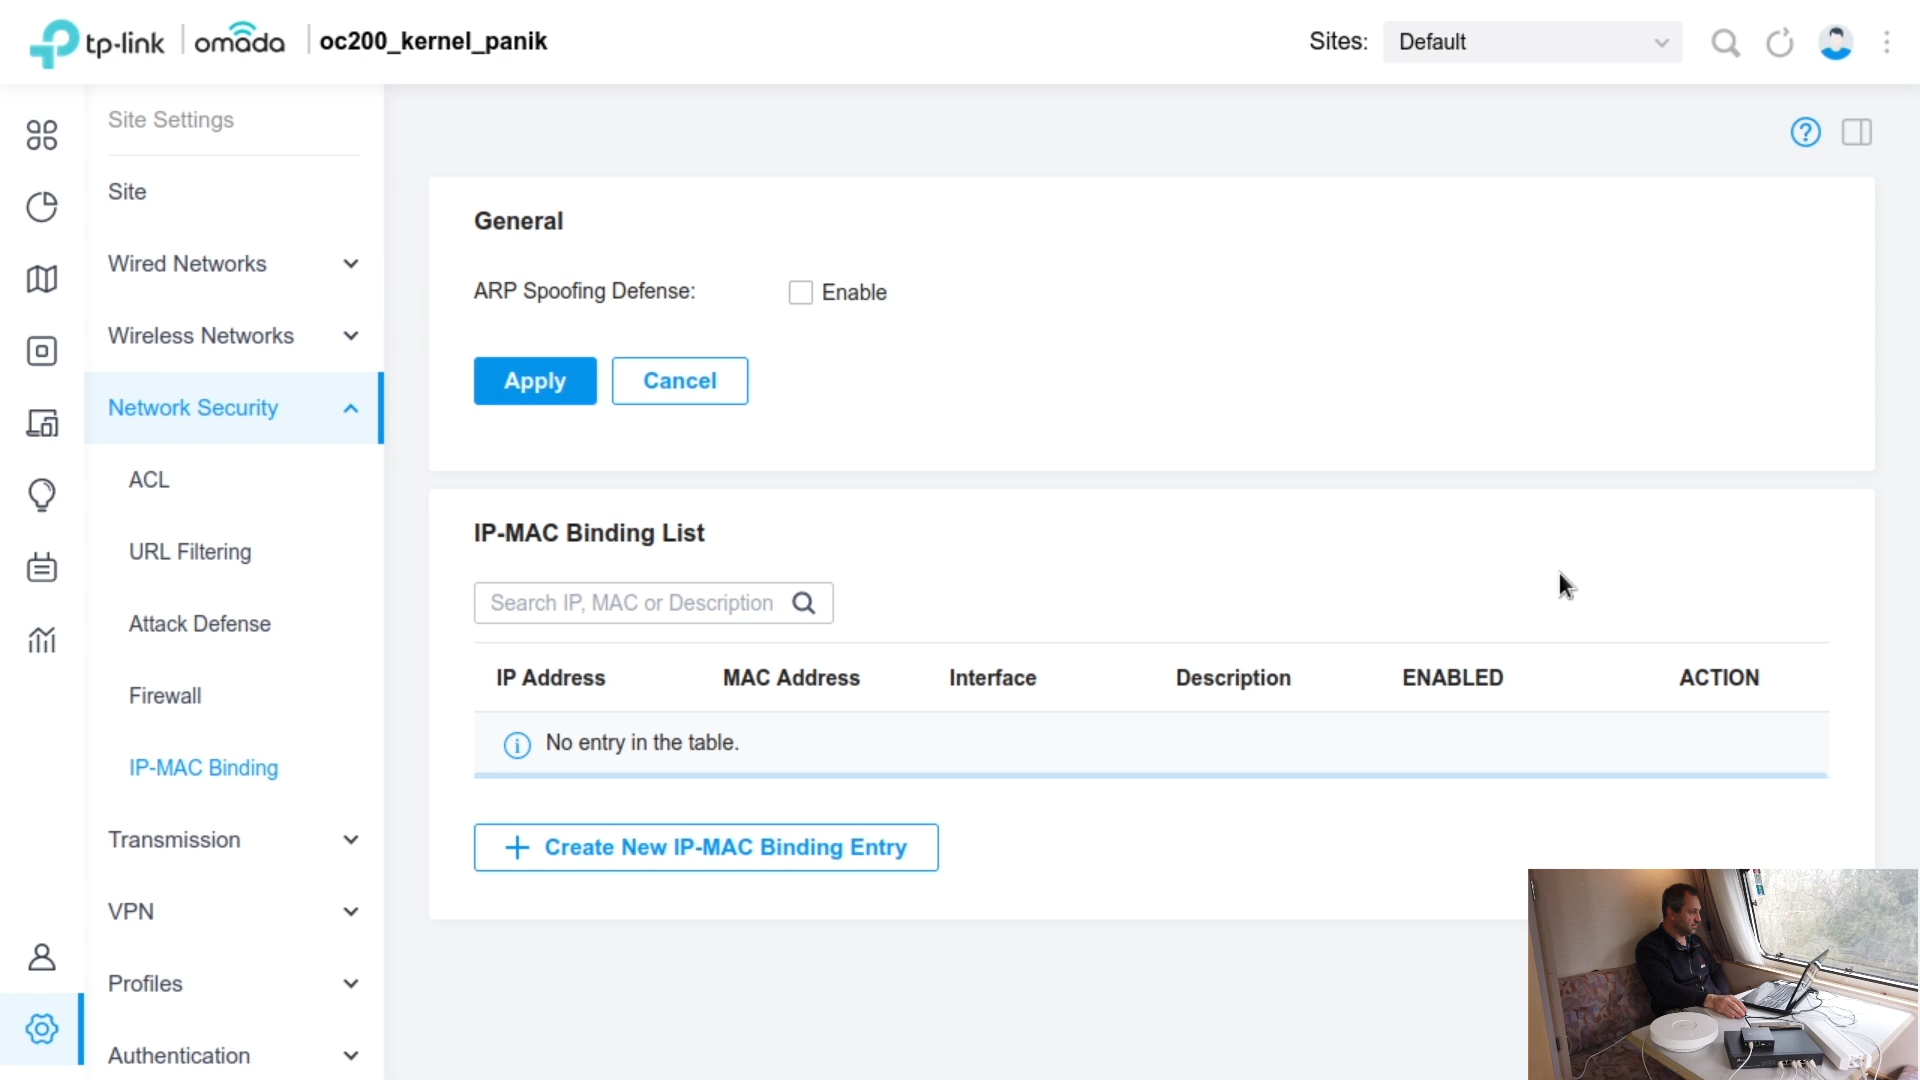 tp-link omada oc200_kernel_panik Sites: Default
Site Settings
Site
Wired Networks
Wireless Networks
Network Security
ACL
URL Filtering
Attack Defense
Firewall
IP-MAC Binding
Transmission
VPN
Profiles
Authentication
General
ARP Spoofing Defense: Enable
Apply Cancel
IP-MAC Binding List
Search IP, MAC or Description
IP Address MAC Address Interface Description ENABLED ACTION
No entry in the table.
Create New IP-MAC Binding Entry